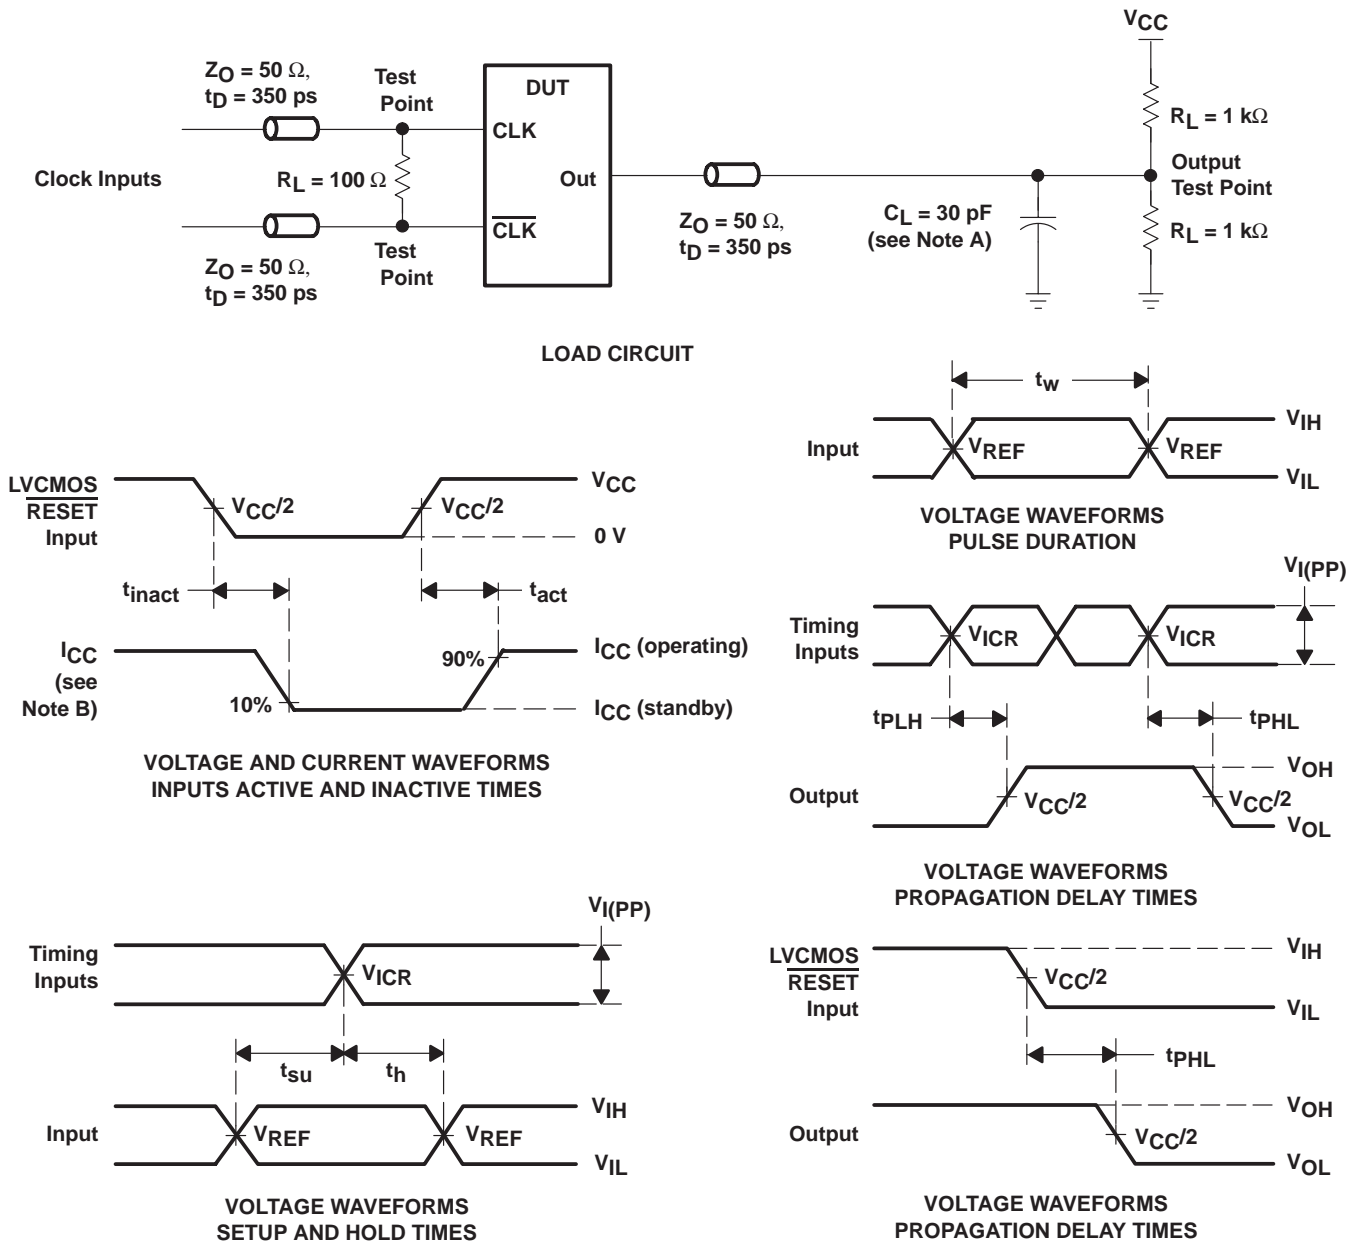 VCC
ZO = 50 Ω,
tD = 350 ps
Test
Point
DUT
CLK
RL = 1 kΩ
Clock Inputs
RL = 100 Ω
Out
Output
Test Point
CLK
ZO = 50 Ω,
tD = 350 ps
CL = 30 pF
(see Note A)
RL = 1 kΩ
Test
Point
ZO = 50 Ω,
tD = 350 ps
LOAD CIRCUIT
tw
Input
VREF
VREF
VIH
VIL
VOLTAGE WAVEFORMS
PULSE DURATION
LVCMOS
RESET
Input
VCC/2
VCC/2
VCC
0 V
tinact
tact
ICC
(see
Note B)
10%
90%
ICC (operating)
ICC (standby)
VOLTAGE AND CURRENT WAVEFORMS
INPUTS ACTIVE AND INACTIVE TIMES
VI(PP)
Timing
Inputs
VICR
VICR
tPLH
tPHL
Output
VCC/2
VCC/2
VOH
VOL
VOLTAGE WAVEFORMS
PROPAGATION DELAY TIMES
VI(PP)
Timing
Inputs
VICR
tsu
th
Input
VREF
VREF
VIH
VIL
VOLTAGE WAVEFORMS
SETUP AND HOLD TIMES
LVCMOS
RESET
Input
VCC/2
VIH
VIL
tPHL
Output
VCC/2
VOH
VOL
VOLTAGE WAVEFORMS
PROPAGATION DELAY TIMES